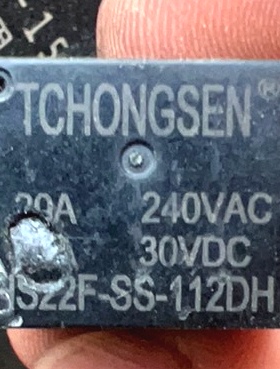 TCHONGSEN®
20A 240VAC
30VDC
S22F-SS-112DH